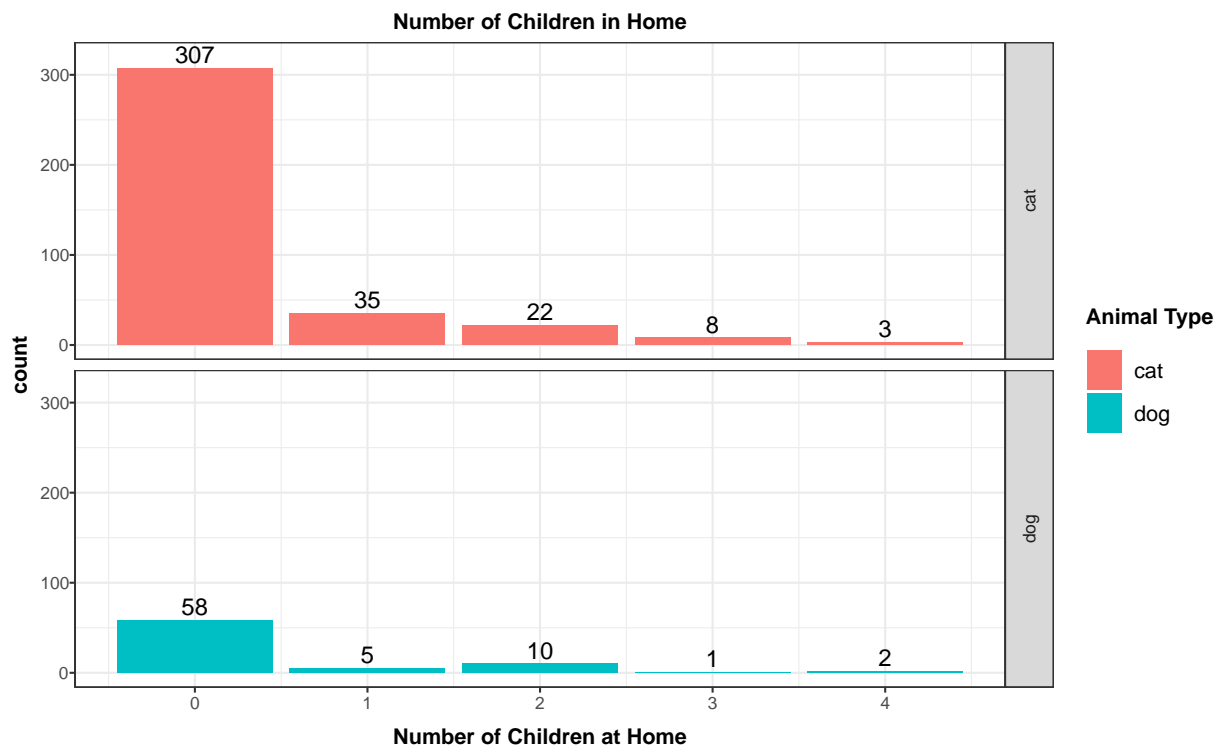 Number of Children in Home
307
300
200
100
0
35
22
8
3
cat
count
300
200
100
0
58
5
10
1
2
dog
0 1 2 3 4
Number of Children at Home
Animal Type
cat
dog